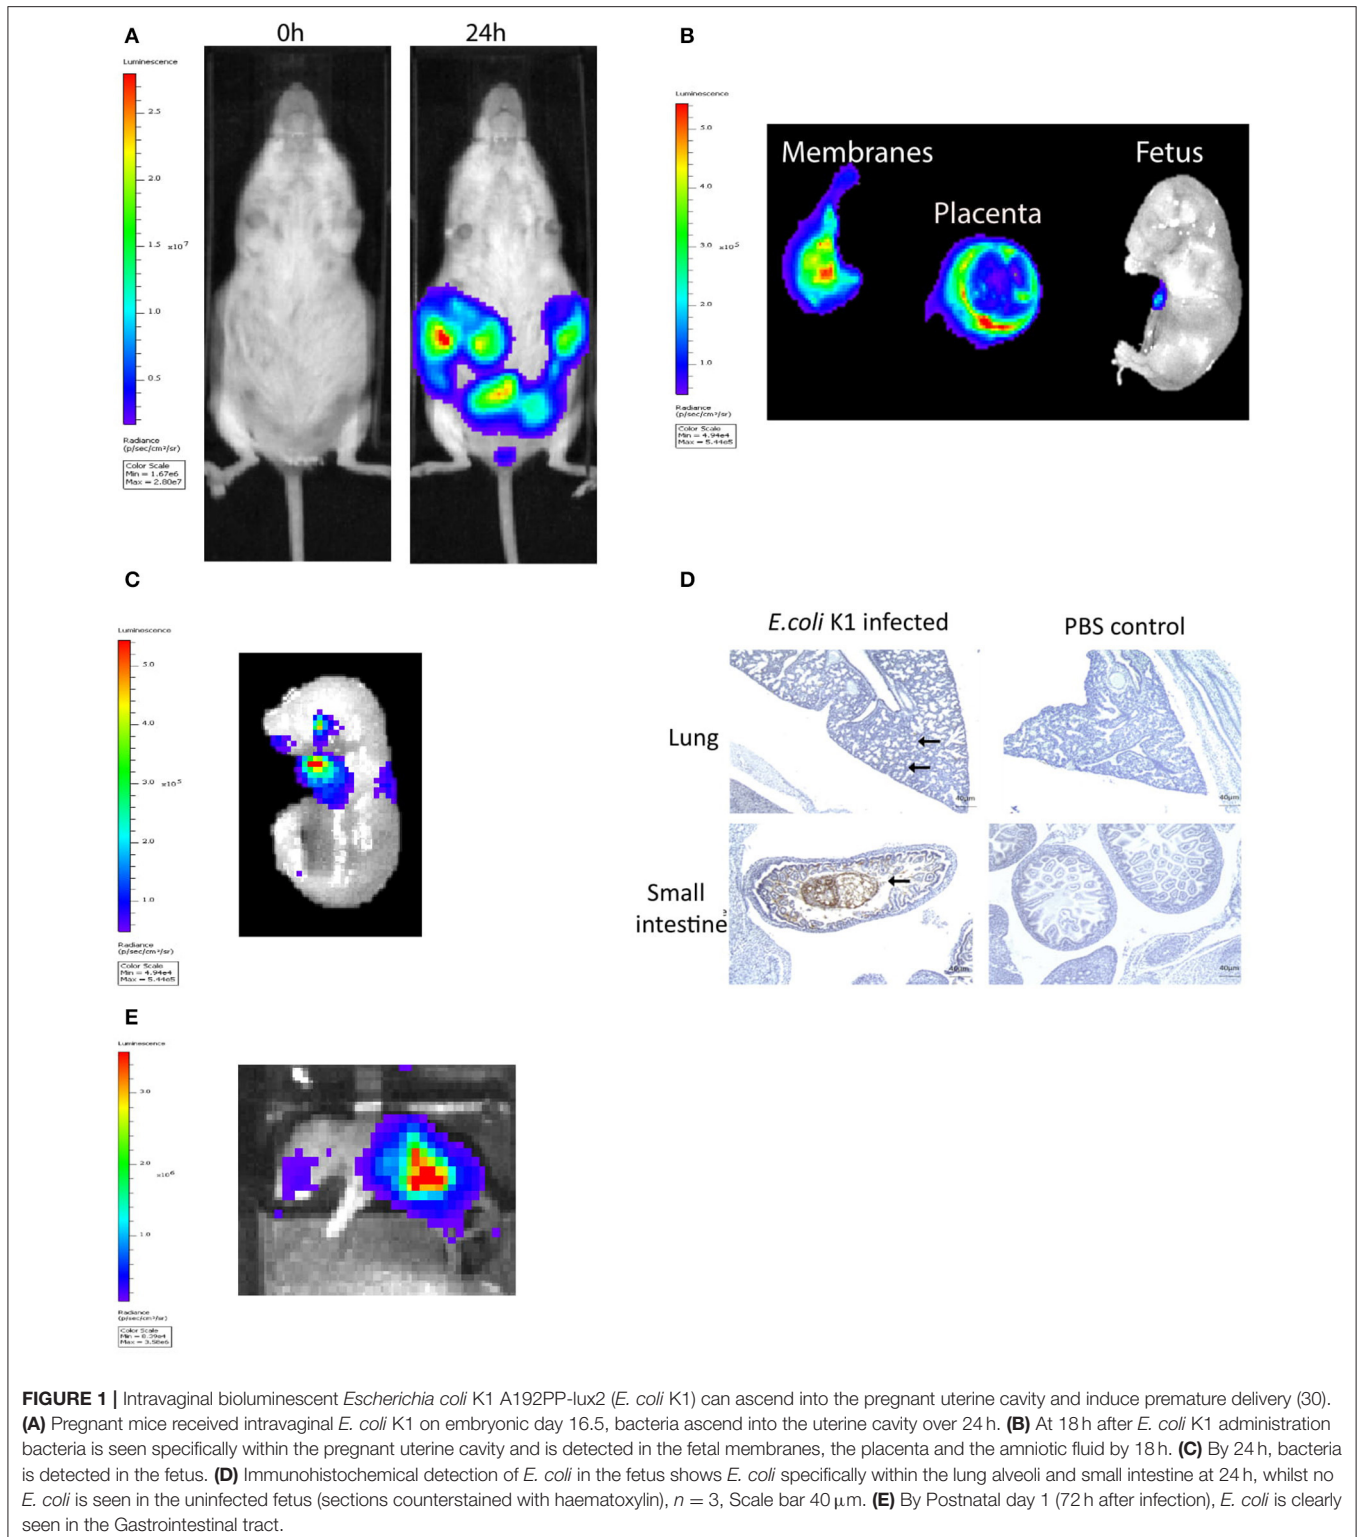 A
0h
24h
Luminescence
2.5
2.0
1.5
x10⁷
1.0
0.5
Radiance
(p/sec/cm²/sr)
Color Scale
Min = 1.67e6
Max = 2.80e7
B
Luminescence
5.0
4.0
3.0
x10⁵
2.0
1.0
Radiance
(p/sec/cm²/sr)
Color Scale
Min = 4.94e4
Max = 5.44e5
Membranes
Placenta
Fetus
C
Luminescence
5.0
4.0
3.0
x10⁵
2.0
1.0
Radiance
(p/sec/cm²/sr)
Color Scale
Min = 4.94e4
Max = 5.44e5
D
E.coli K1 infected
PBS control
Lung
40µm
40µm
Small
intestine
40µm
40µm
E
Luminescence
3.0
2.0
x10⁶
1.0
Radiance
(p/sec/cm²/sr)
Color Scale
Min = 8.39e4
Max = 3.58e6
FIGURE 1 | Intravaginal bioluminescent Escherichia coli K1 A192PP-lux2 (E. coli K1) can ascend into the pregnant uterine cavity and induce premature delivery (30).
(A) Pregnant mice received intravaginal E. coli K1 on embryonic day 16.5, bacteria ascend into the uterine cavity over 24 h. (B) At 18 h after E. coli K1 administration
bacteria is seen specifically within the pregnant uterine cavity and is detected in the fetal membranes, the placenta and the amniotic fluid by 18 h. (C) By 24 h, bacteria
is detected in the fetus. (D) Immunohistochemical detection of E. coli in the fetus shows E. coli specifically within the lung alveoli and small intestine at 24 h, whilst no
E. coli is seen in the uninfected fetus (sections counterstained with haematoxylin), n = 3, Scale bar 40 µm. (E) By Postnatal day 1 (72 h after infection), E. coli is clearly
seen in the Gastrointestinal tract.